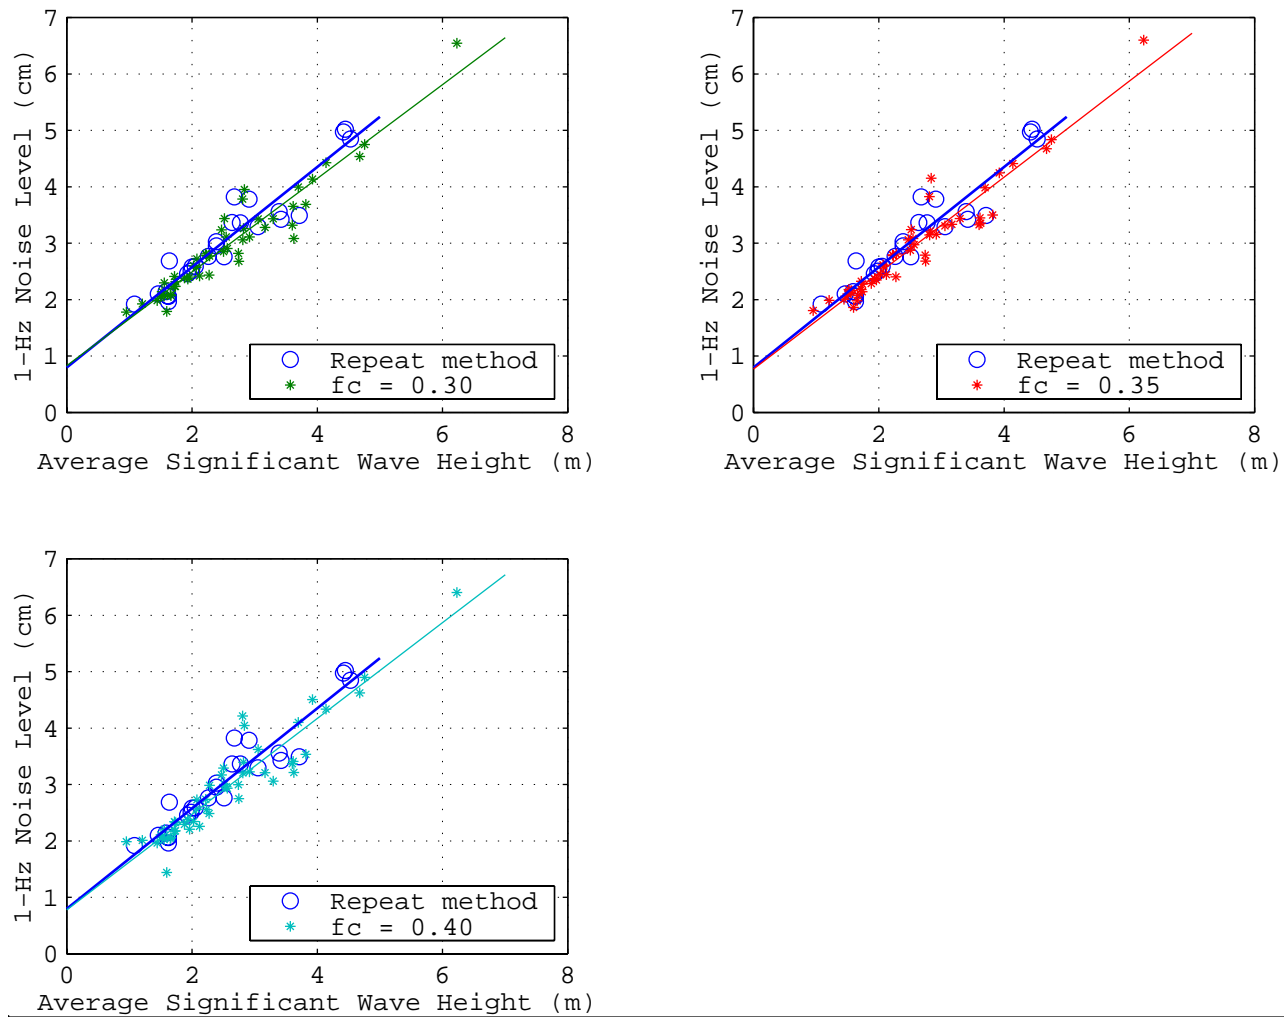 7
6
5
4
3
2
1
0
1-Hz Noise Level (cm)
Repeat method
fc = 0.30
0 2 4 6 8
Average Significant Wave Height (m)
7
6
5
4
3
2
1
0
1-Hz Noise Level (cm)
Repeat method
fc = 0.35
0 2 4 6 8
Average Significant Wave Height (m)
7
6
5
4
3
2
1
0
1-Hz Noise Level (cm)
Repeat method
fc = 0.40
0 2 4 6 8
Average Significant Wave Height (m)